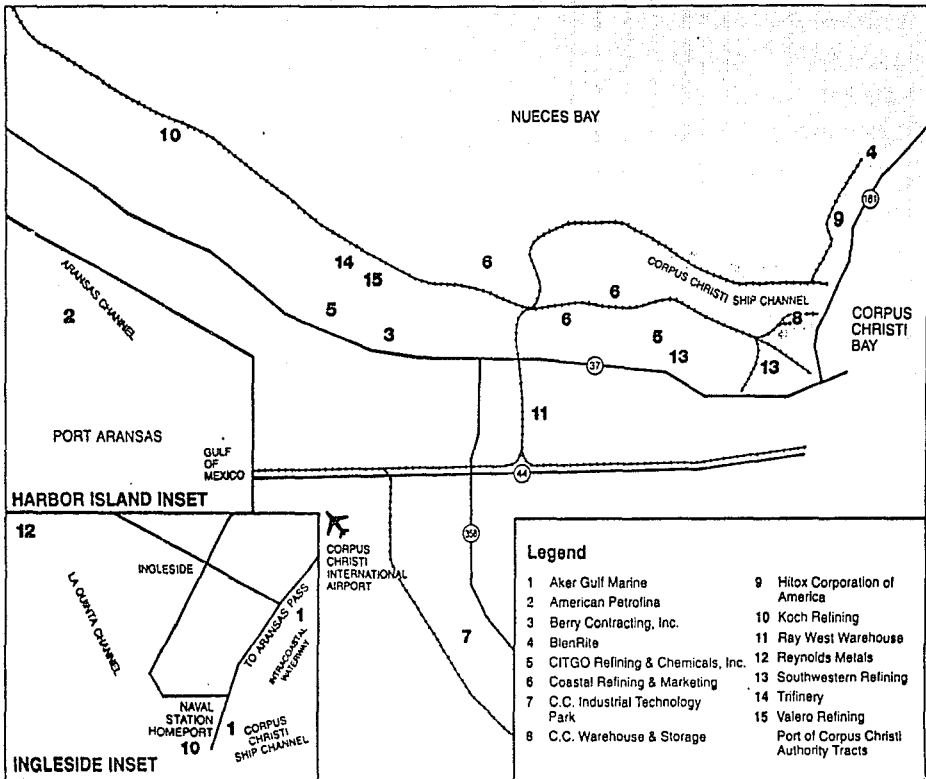 NUECES BAY
10
4
181
9
14
15
6
CORPUS CHRISTI SHIP CHANNEL
6
8
CORPUS
CHRISTI
BAY
ARANSAS CHANNEL
2
5
3
6
5
13
13
37
11
PORT ARANSAS
GULF
OF
MEXICO
44
HARBOR ISLAND INSET
12
INGLESIDE
LA QUINTA CHANNEL
TO ARANSAS PASS
1
INTRACOASTAL
WATERWAY
NAVAL
STATION
HOMEPORT
10
1
CORPUS
CHRISTI
SHIP CHANNEL
INGLESIDE INSET
CORPUS
CHRISTI
INTERNATIONAL
AIRPORT
358
7
Legend
1 Aker Gulf Marine
2 American Petrofina
3 Berry Contracting, Inc.
4 BlenRite
5 CITGO Refining & Chemicals, Inc.
6 Coastal Refining & Marketing
7 C.C. Industrial Technology
Park
8 C.C. Warehouse & Storage
9 Hitox Corporation of
America
10 Koch Refining
11 Ray West Warehouse
12 Reynolds Metals
13 Southwestern Refining
14 Trifinery
15 Valero Refining
Port of Corpus Christi
Authority Tracts